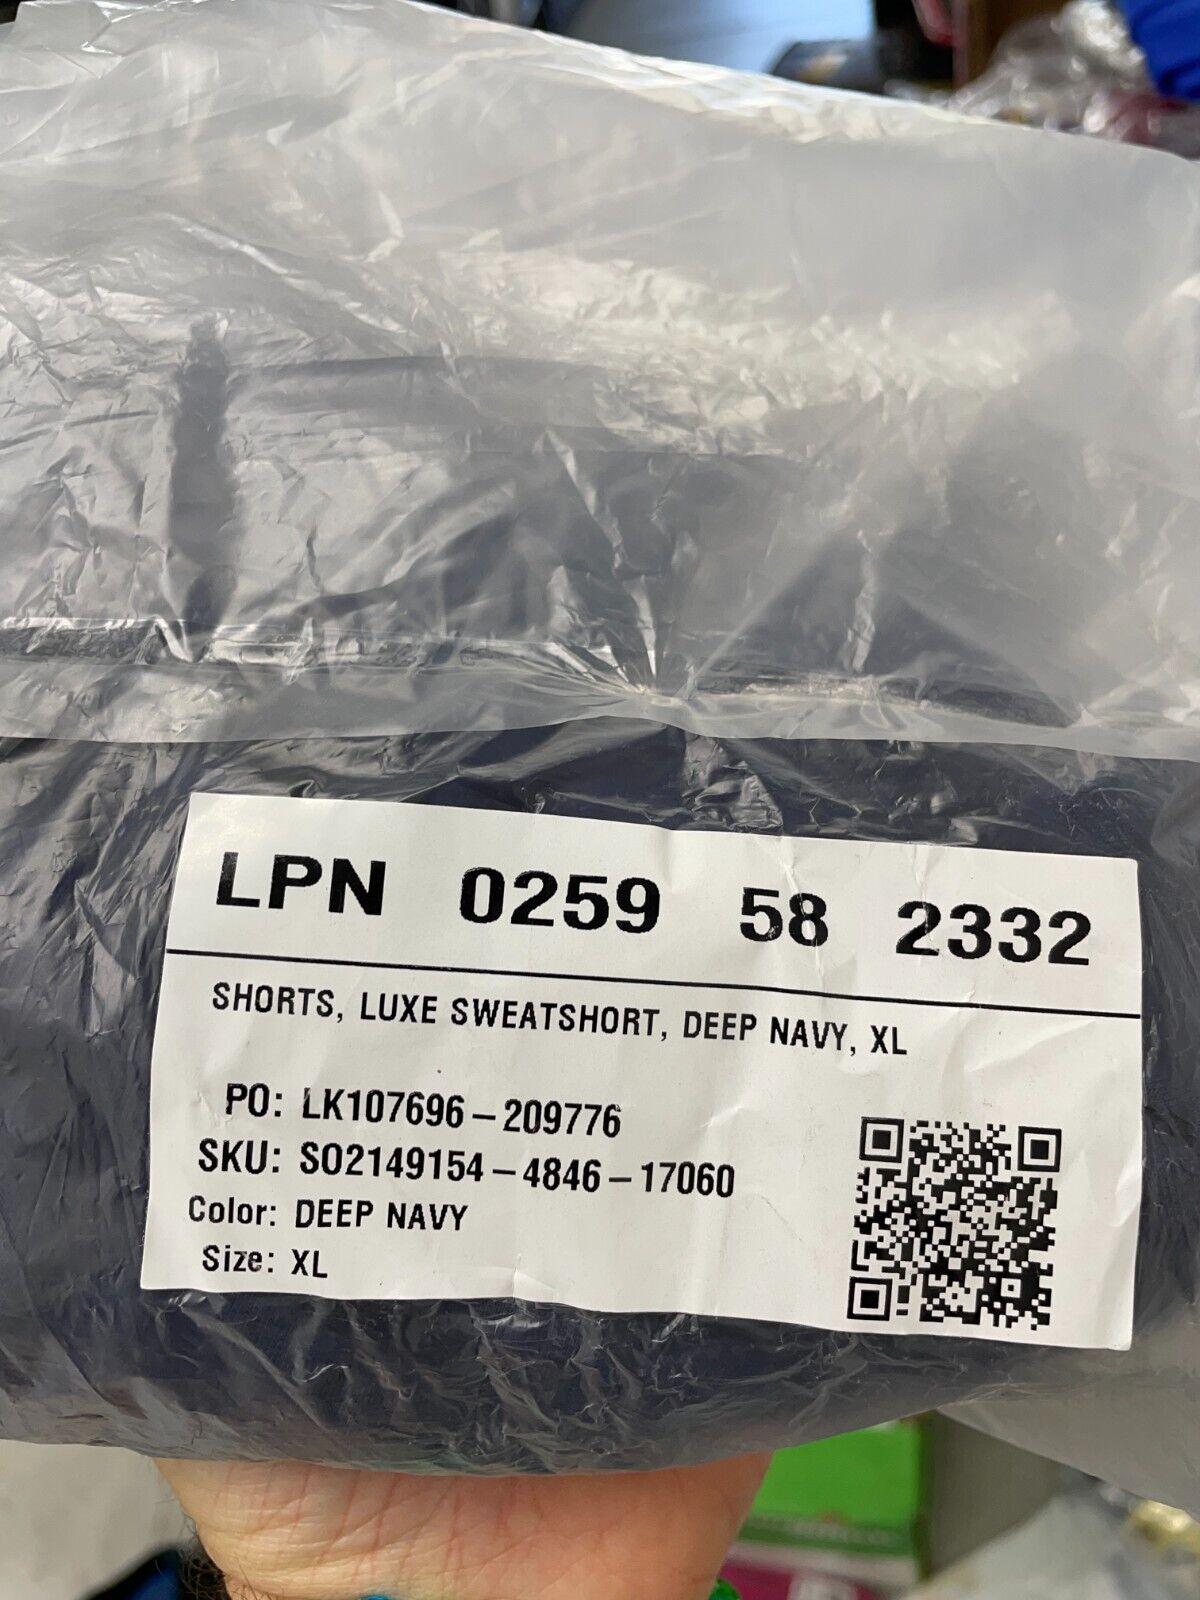 LPN 0259 58 2332
SHORTS, LUXE SWEATSHORT, DEEP NAVY, XL
PO: LK107696-209776
SKU: SO2149154-4846-17060
Color: DEEP NAVY
Size: XL